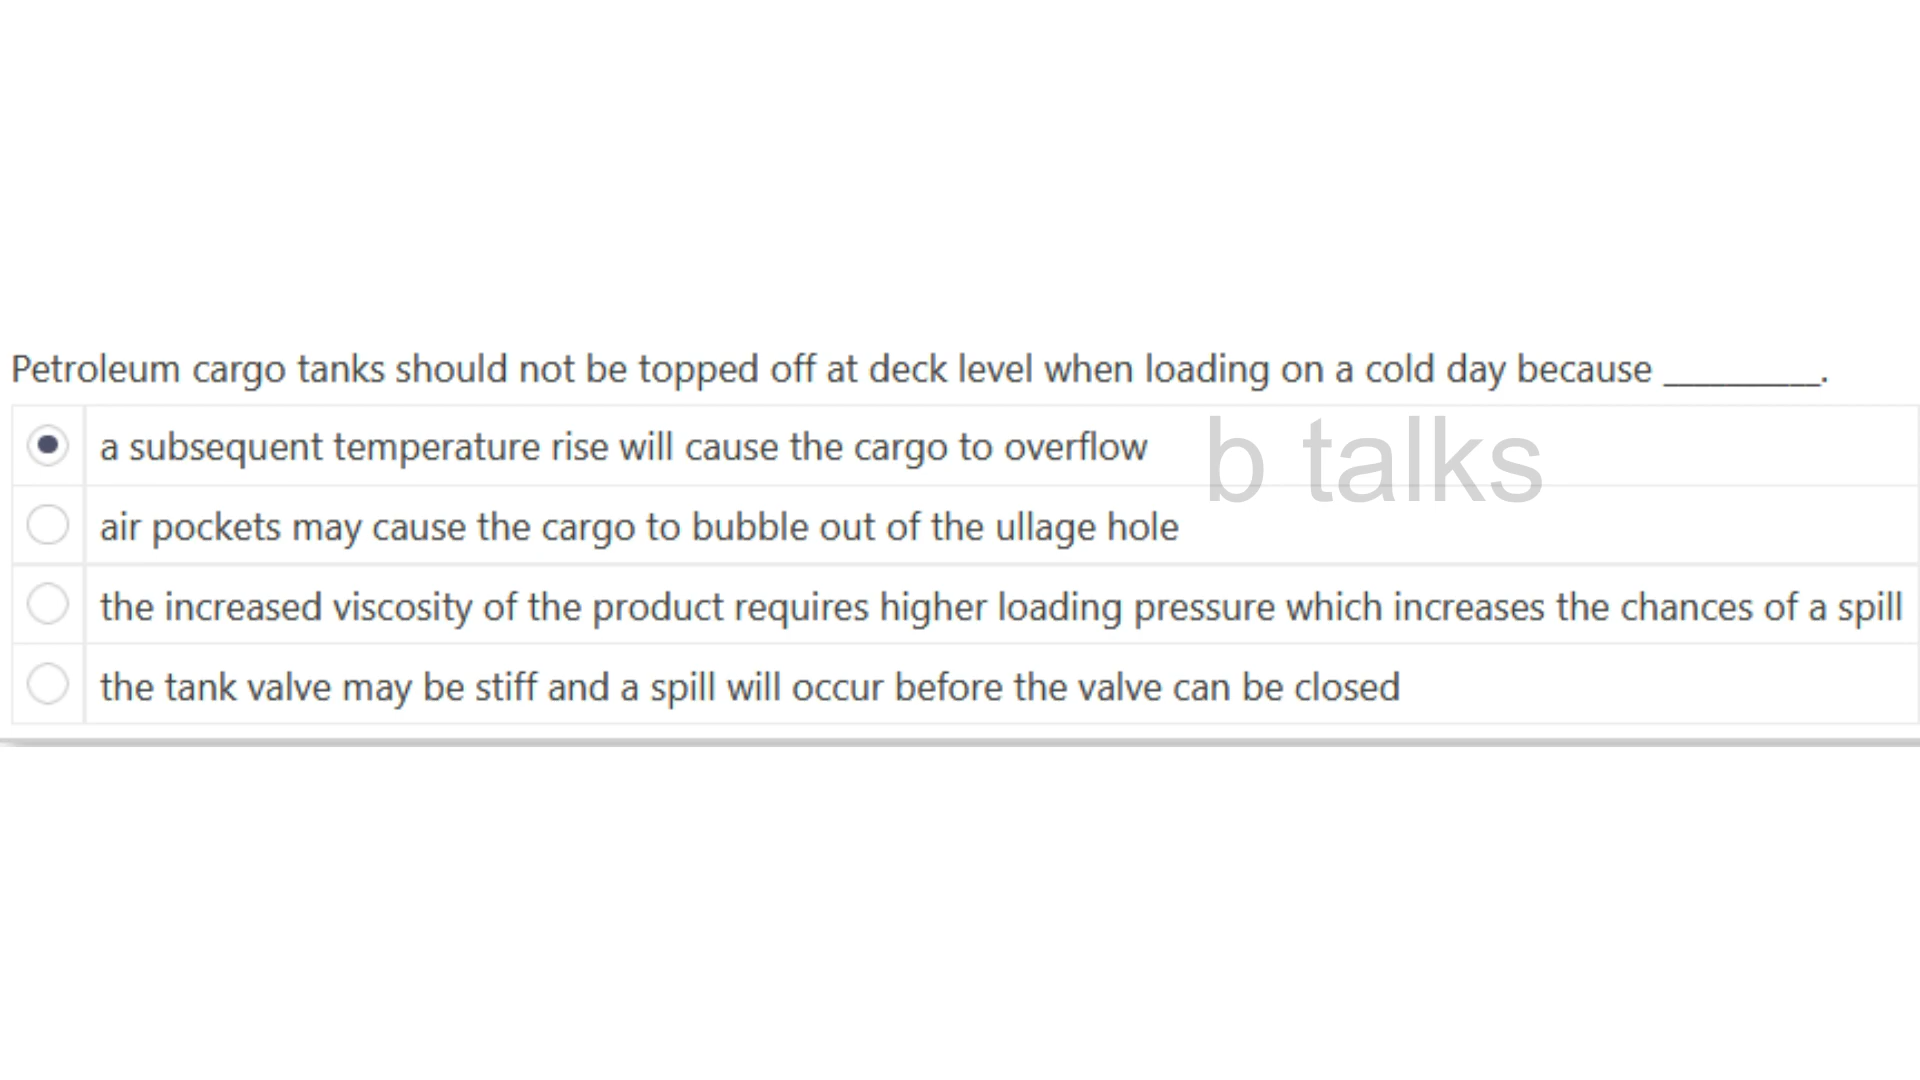 Petroleum cargo tanks should not be topped off at deck level when loading on a cold day because _________.
a subsequent temperature rise will cause the cargo to overflow
b talks
air pockets may cause the cargo to bubble out of the ullage hole
the increased viscosity of the product requires higher loading pressure which increases the chances of a spill
the tank valve may be stiff and a spill will occur before the valve can be closed